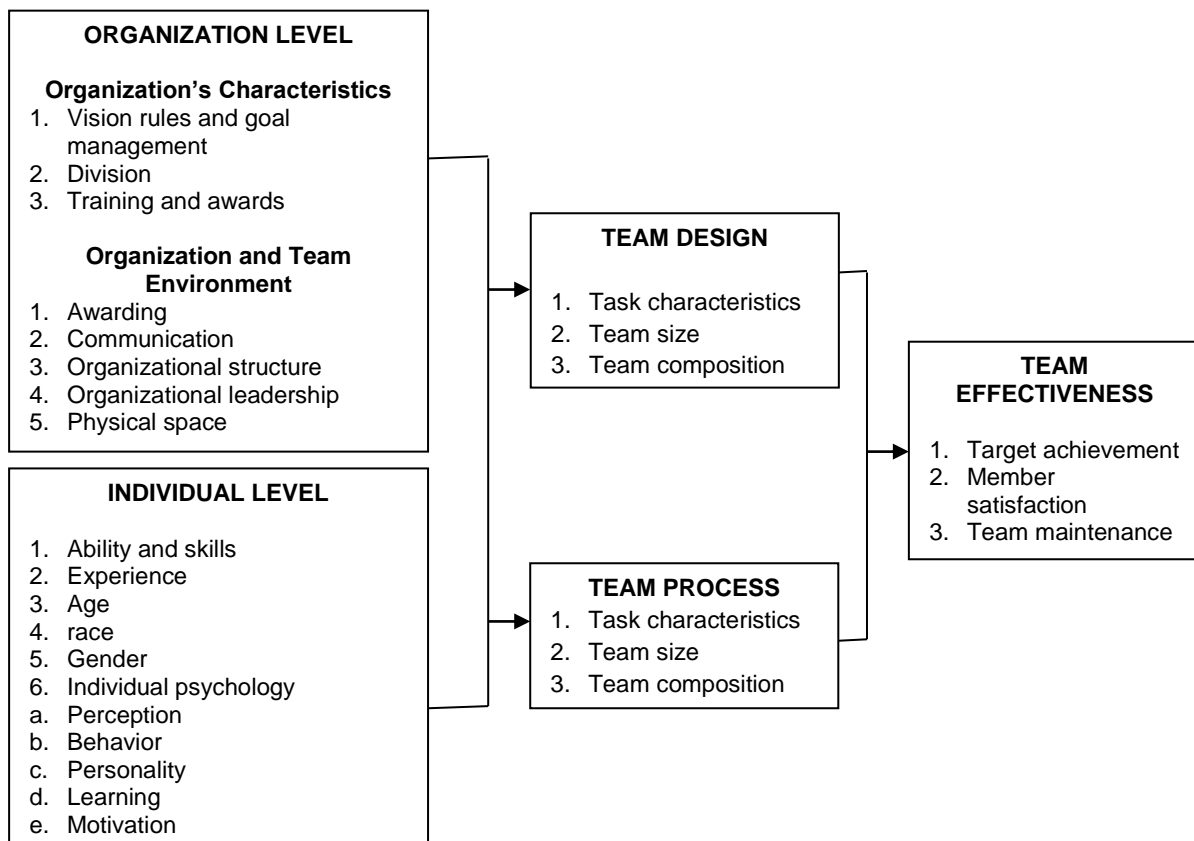 ORGANIZATION LEVEL
Organization’s Characteristics
1. Vision rules and goal
management
2. Division
3. Training and awards
Organization and Team
Environment
1. Awarding
2. Communication
3. Organizational structure
4. Organizational leadership
5. Physical space
INDIVIDUAL LEVEL
1. Ability and skills
2. Experience
3. Age
4. race
5. Gender
6. Individual psychology
a. Perception
b. Behavior
c. Personality
d. Learning
e. Motivation
TEAM DESIGN
1. Task characteristics
2. Team size
3. Team composition
TEAM PROCESS
1. Task characteristics
2. Team size
3. Team composition
TEAM
EFFECTIVENESS
1. Target achievement
2. Member
satisfaction
3. Team maintenance